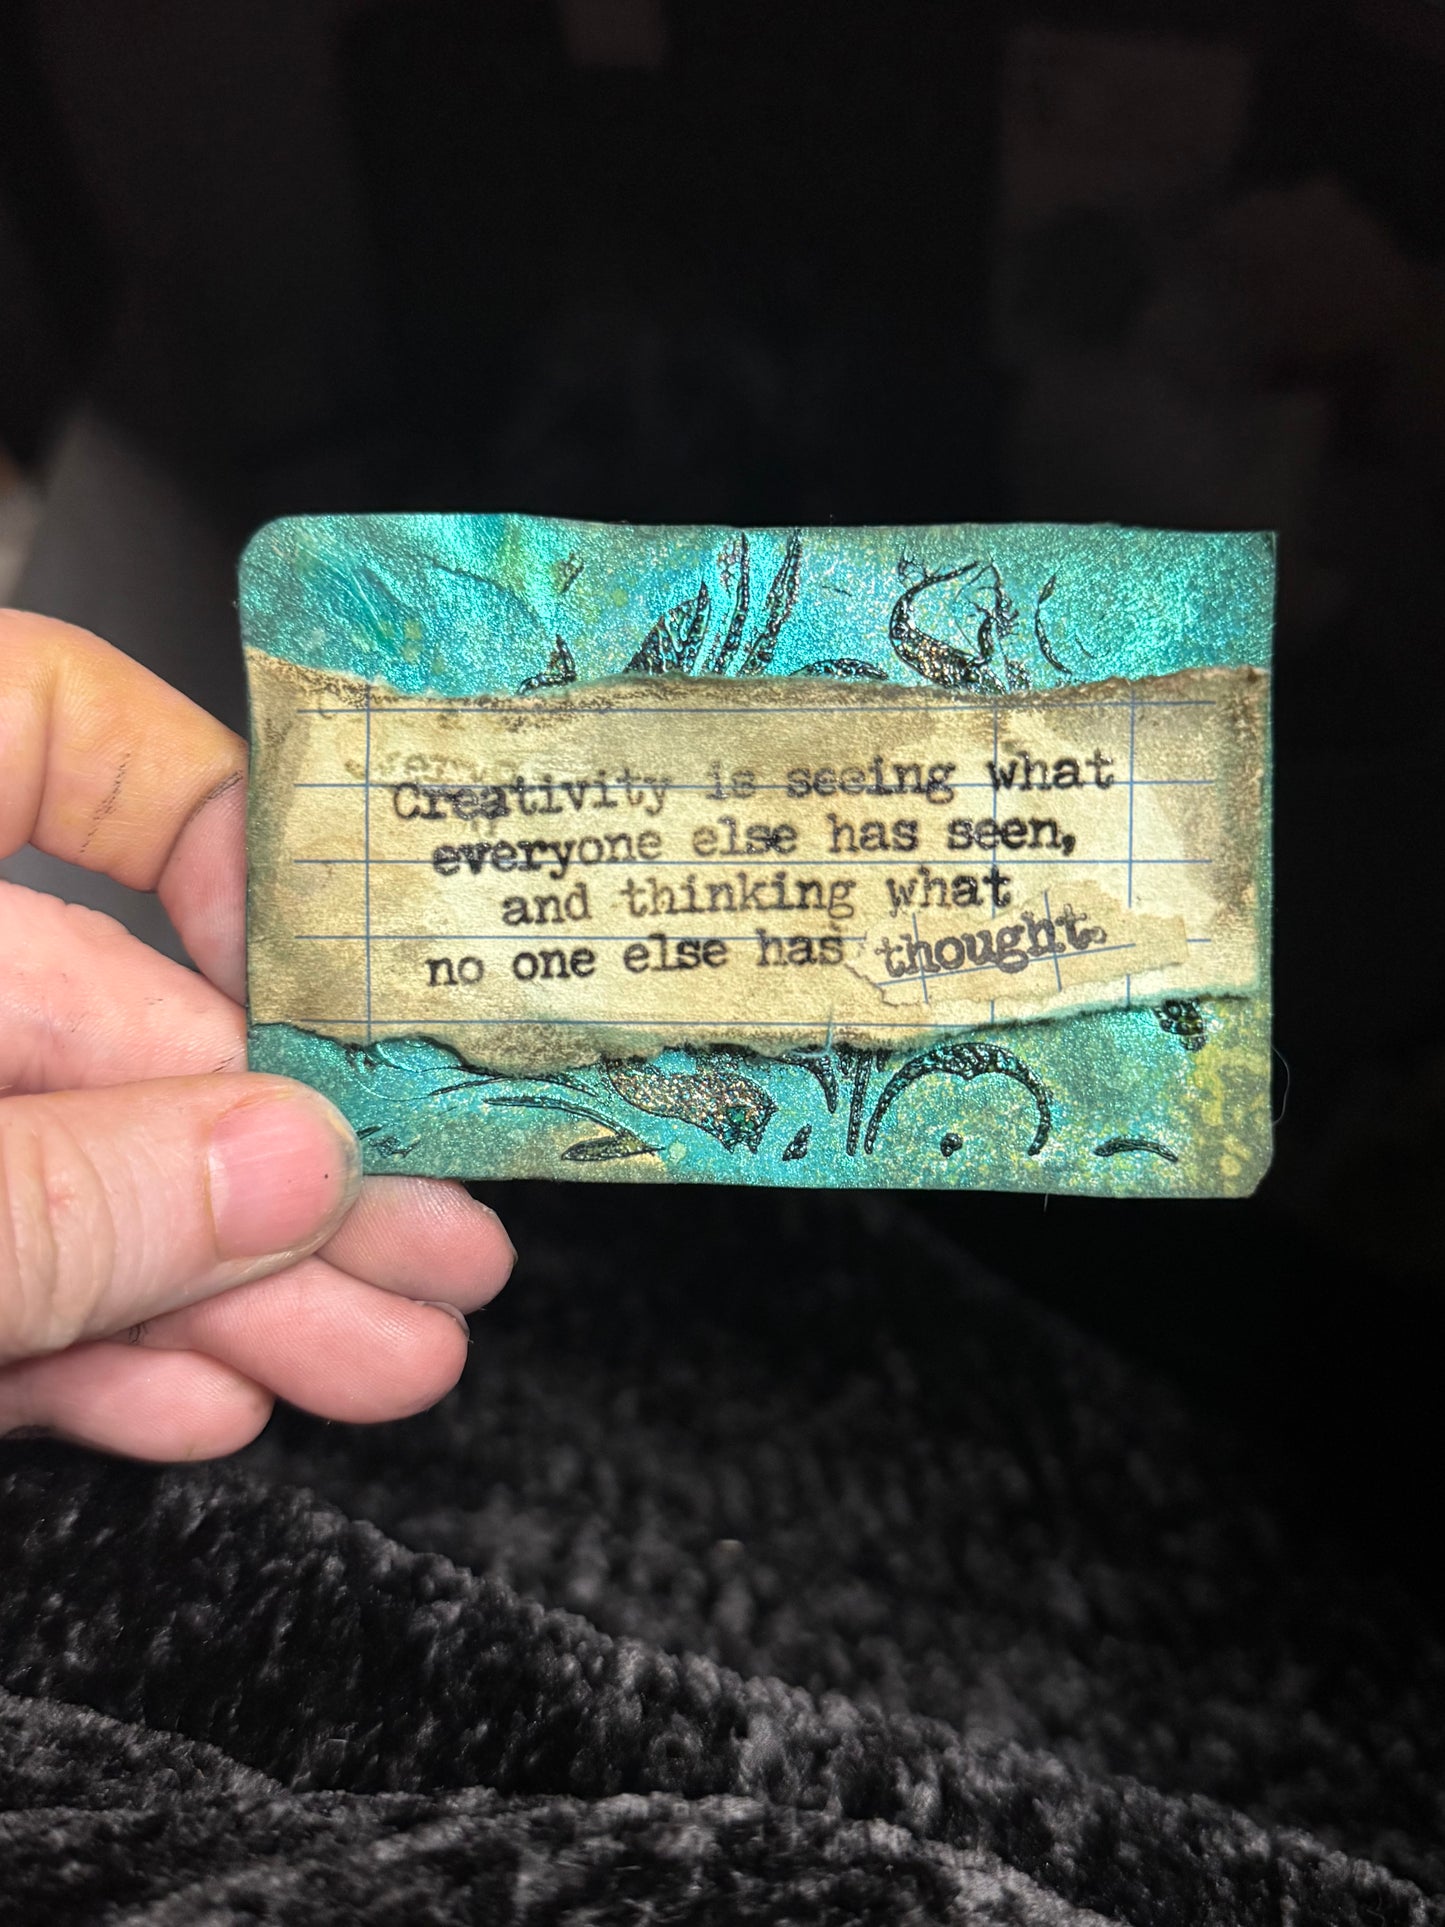 Creativity is seeing what
everyone else has seen,
and thinking what
no one else has thought.